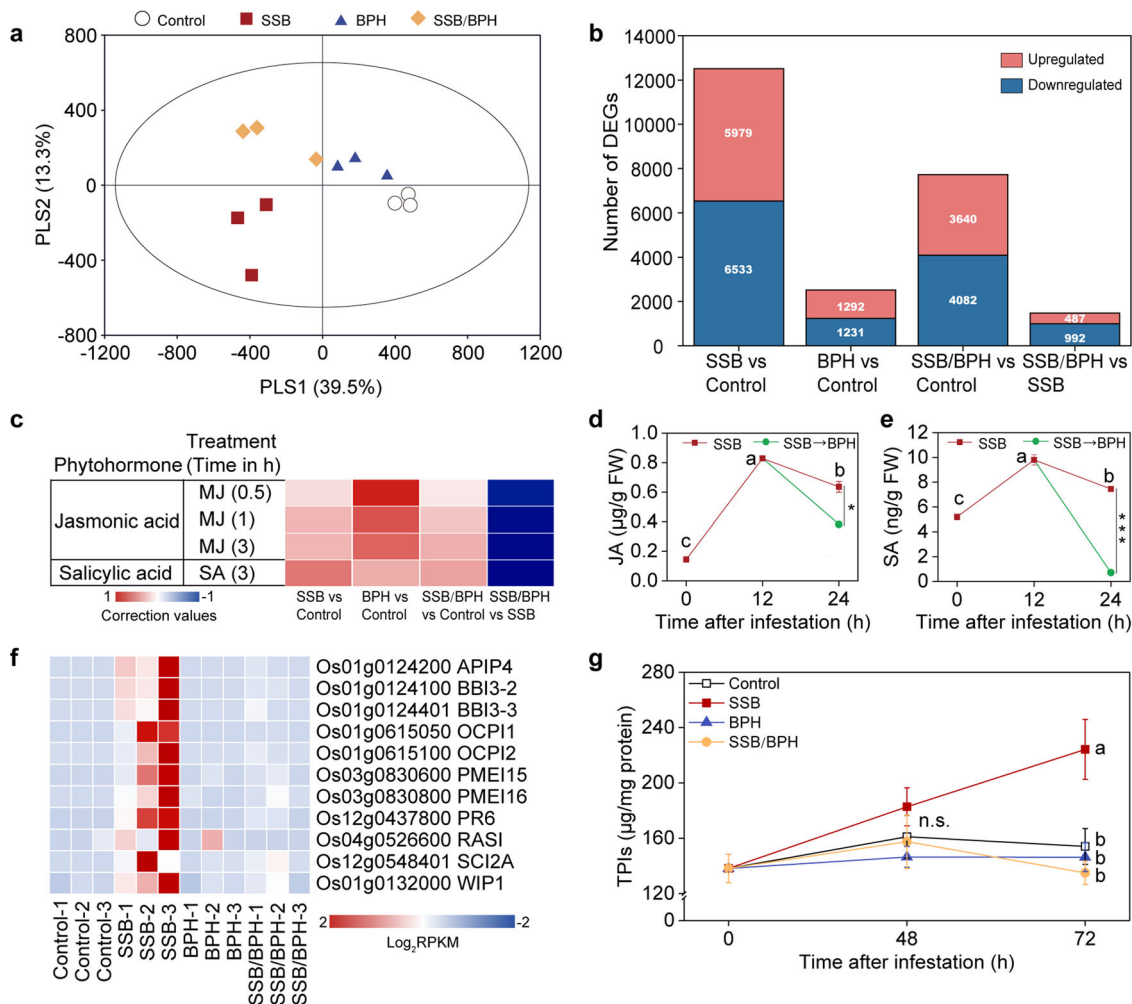 a
Control SSB BPH SSB/BPH
800
400
0
-400
-800
-1200 -800 -400 0 400 800 1200
PLS2 (13.3%)
PLS1 (39.5%)
b
Number of DEGs
14000
12000
10000
8000
6000
4000
2000
0
Upregulated
Downregulated
5979
6533
1292
1231
3640
4082
487
992
SSB vs Control
BPH vs Control
SSB/BPH vs Control
SSB/BPH vs SSB
c
Phytohormone
Treatment
(Time in h)
Jasmonic acid
MJ (0.5)
MJ (1)
MJ (3)
Salicylic acid
SA (3)
1 -1
Correction values
SSB vs Control
BPH vs Control
SSB/BPH vs Control
SSB/BPH vs SSB
d
SSB SSB→BPH
JA (µg/g FW)
1.0
0.8
0.6
0.4
0.2
0.0
c
a
b
*
0 12 24
Time after infestation (h)
e
SSB SSB→BPH
SA (ng/g FW)
12
10
8
6
4
2
0
c
a
b
***
0 12 24
Time after infestation (h)
f
Os01g0124200 APIP4
Os01g0124100 BBI3-2
Os01g0124401 BBI3-3
Os01g0615050 OCPI1
Os01g0615100 OCPI2
Os03g0830600 PMEI15
Os03g0830800 PMEI16
Os12g0437800 PR6
Os04g0526600 RASI
Os12g0548401 SCI2A
Os01g0132000 WIP1
Control-1
Control-2
Control-3
SSB-1
SSB-2
SSB-3
BPH-1
BPH-2
BPH-3
SSB/BPH-1
SSB/BPH-2
SSB/BPH-3
2 -2
Log2RPKM
g
Control
SSB
BPH
SSB/BPH
TPIs (µg/mg protein)
280
240
200
160
120
0
n.s.
a
b
b
b
0 48 72
Time after infestation (h)